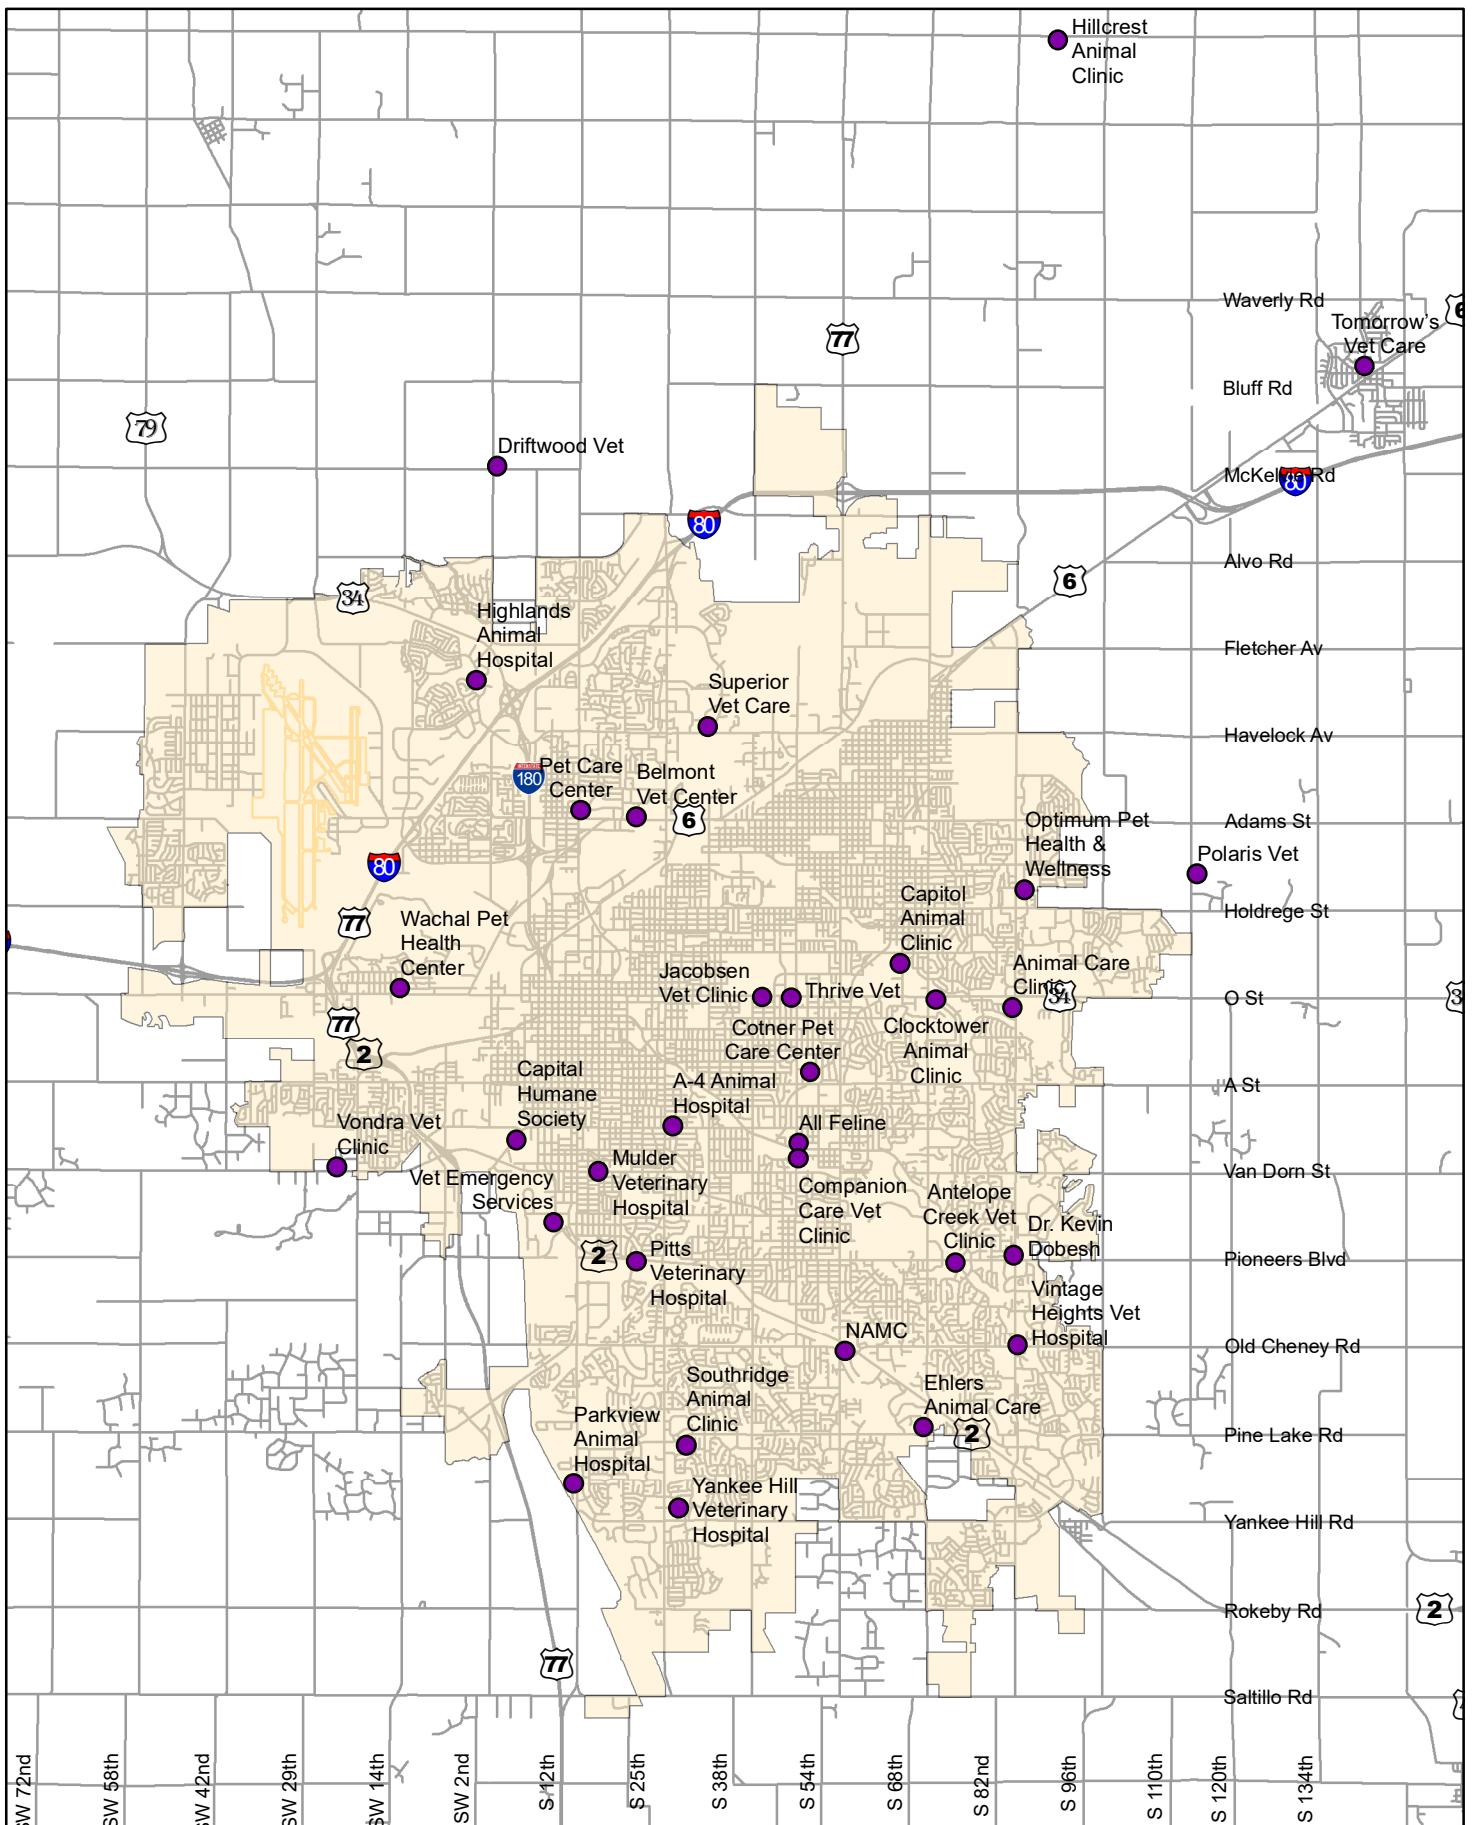 Hillcrest
Animal
Clinic
Waverly Rd
6
Tomorrow's
Vet Care
77
Bluff Rd
79
Driftwood Vet
McKelvie Rd
80
80
Alvo Rd
6
34
Highlands
Animal
Hospital
Fletcher Av
Superior
Vet Care
Havelock Av
180
Pet Care
Center
Belmont
Vet Center
6
Optimum Pet
Health &
Wellness
Adams St
Polaris Vet
80
Capitol
Animal
Clinic
Holdrege St
77
Wachal Pet
Health
Center
Jacobsen
Vet Clinic
Thrive Vet
Animal Care
Clinic
34
O St
3
77
2
Cotner Pet
Care Center
Clocktower
Animal
Clinic
Capital
Humane
Society
A-4 Animal
Hospital
A St
Vondra Vet
Clinic
All Feline
Vet Emergency
Services
Mulder
Veterinary
Hospital
Companion
Care Vet
Clinic
Van Dorn St
Antelope
Creek Vet
Clinic
Dr. Kevin
Dobesh
2
Pitts
Veterinary
Hospital
Pioneers Blvd
Vintage
Heights Vet
Hospital
NAMC
Old Cheney Rd
Southridge
Animal
Clinic
Ehlers
Animal Care
2
Parkview
Animal
Hospital
Pine Lake Rd
Yankee Hill
Veterinary
Hospital
Yankee Hill Rd
Rokeby Rd
2
77
Saltillo Rd
SW 72nd
SW 58th
SW 42nd
SW 29th
SW 14th
SW 2nd
S 12th
S 25th
S 38th
S 54th
S 68th
S 82nd
S 96th
S 110th
S 120th
S 134th